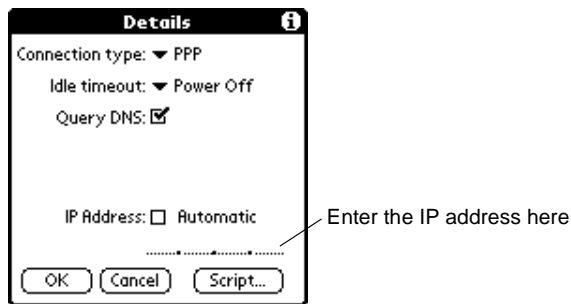 Details
Connection type: PPP
Idle timeout: Power Off
Query DNS:
IP Address: Automatic
Enter the IP address here
OK Cancel Script...